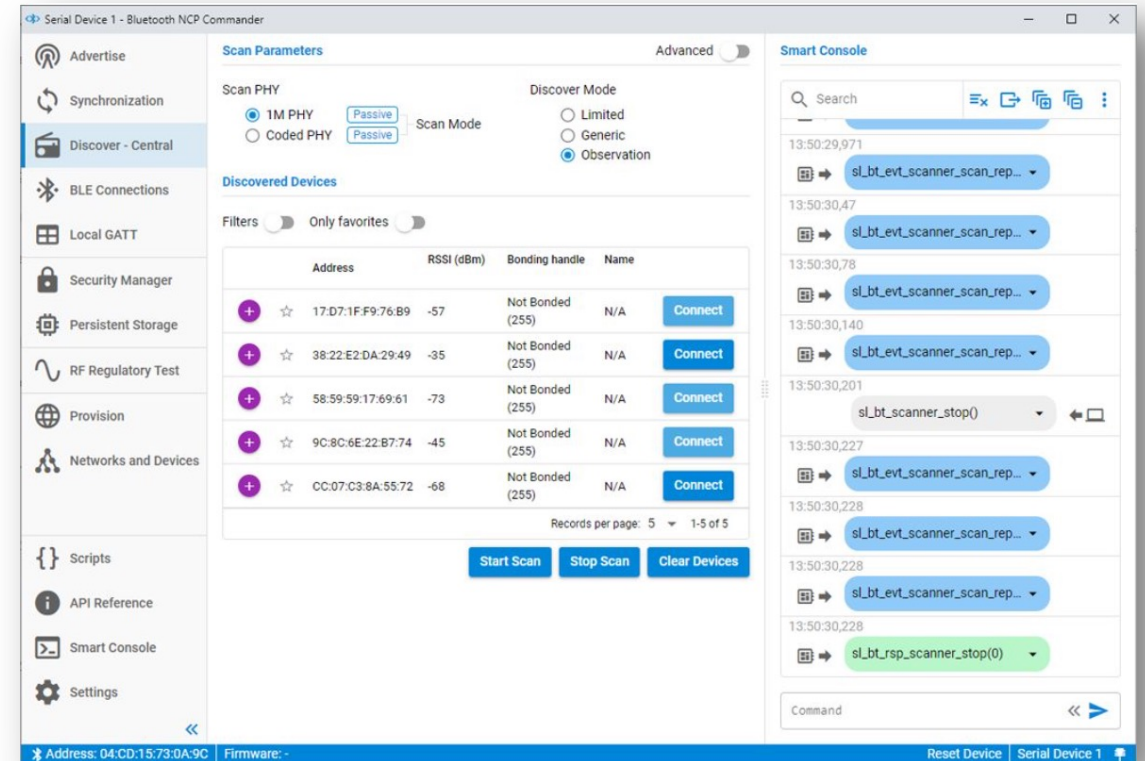 Serial Device 1 - Bluetooth NCP Commander
Advertise
Synchronization
Discover - Central
BLE Connections
Local GATT
Security Manager
Persistent Storage
RF Regulatory Test
Provision
Networks and Devices
Scripts
API Reference
Smart Console
Settings
Scan Parameters
Advanced
Scan PHY
1M PHY Passive
Coded PHY Passive
Scan Mode
Discover Mode
Limited
Generic
Observation
Discovered Devices
Filters Only favorites
Address RSSI (dBm) Bonding handle Name
17:D7:1F:F9:76:B9 -57 Not Bonded (255) N/A Connect
38:22:E2:DA:29:49 -35 Not Bonded (255) N/A Connect
58:59:59:17:69:61 -73 Not Bonded (255) N/A Connect
9C:8C:6E:22:B7:74 -45 Not Bonded (255) N/A Connect
CC:07:C3:8A:55:72 -68 Not Bonded (255) N/A Connect
Records per page: 5 1-5 of 5
Start Scan Stop Scan Clear Devices
Smart Console
Search
13:50:29,971
sl_bt_evt_scanner_scan_rep...
13:50:30,47
sl_bt_evt_scanner_scan_rep...
13:50:30,78
sl_bt_evt_scanner_scan_rep...
13:50:30,140
sl_bt_evt_scanner_scan_rep...
13:50:30,201
sl_bt_scanner_stop()
13:50:30,227
sl_bt_evt_scanner_scan_rep...
13:50:30,228
sl_bt_evt_scanner_scan_rep...
13:50:30,228
sl_bt_evt_scanner_scan_rep...
13:50:30,228
sl_bt_rsp_scanner_stop(0)
Command
Address: 04:CD:15:73:0A:9C Firmware: - Reset Device Serial Device 1